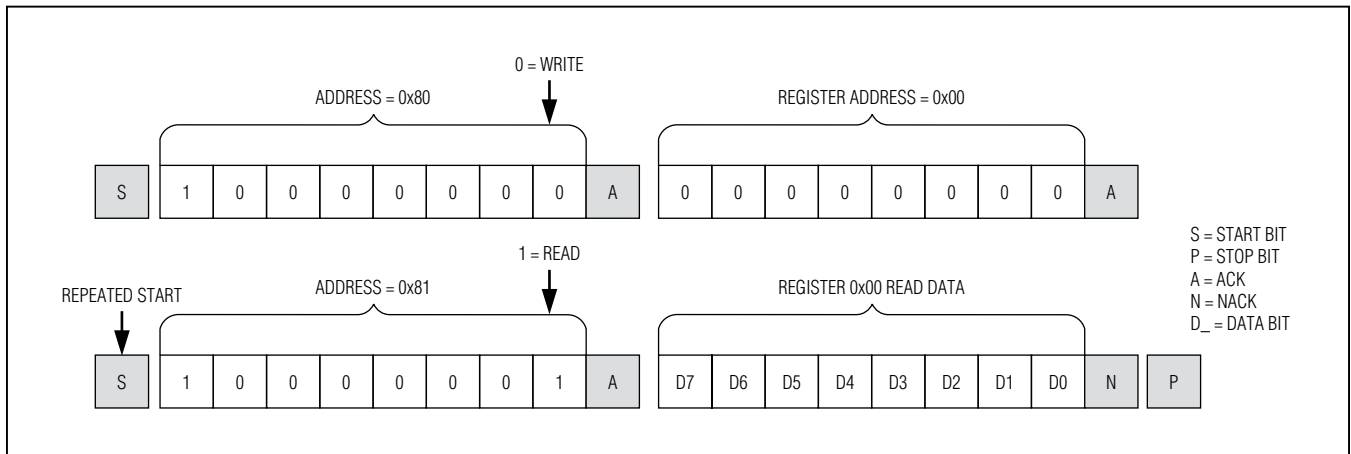 0 = WRITE
ADDRESS = 0x80 REGISTER ADDRESS = 0x00
S 1 0 0 0 0 0 0 0 A 0 0 0 0 0 0 0 0 A
S = START BIT
P = STOP BIT
A = ACK
N = NACK
D_ = DATA BIT
1 = READ
REPEATED START ADDRESS = 0x81 REGISTER 0x00 READ DATA
S 1 0 0 0 0 0 0 1 A D7 D6 D5 D4 D3 D2 D1 D0 N P